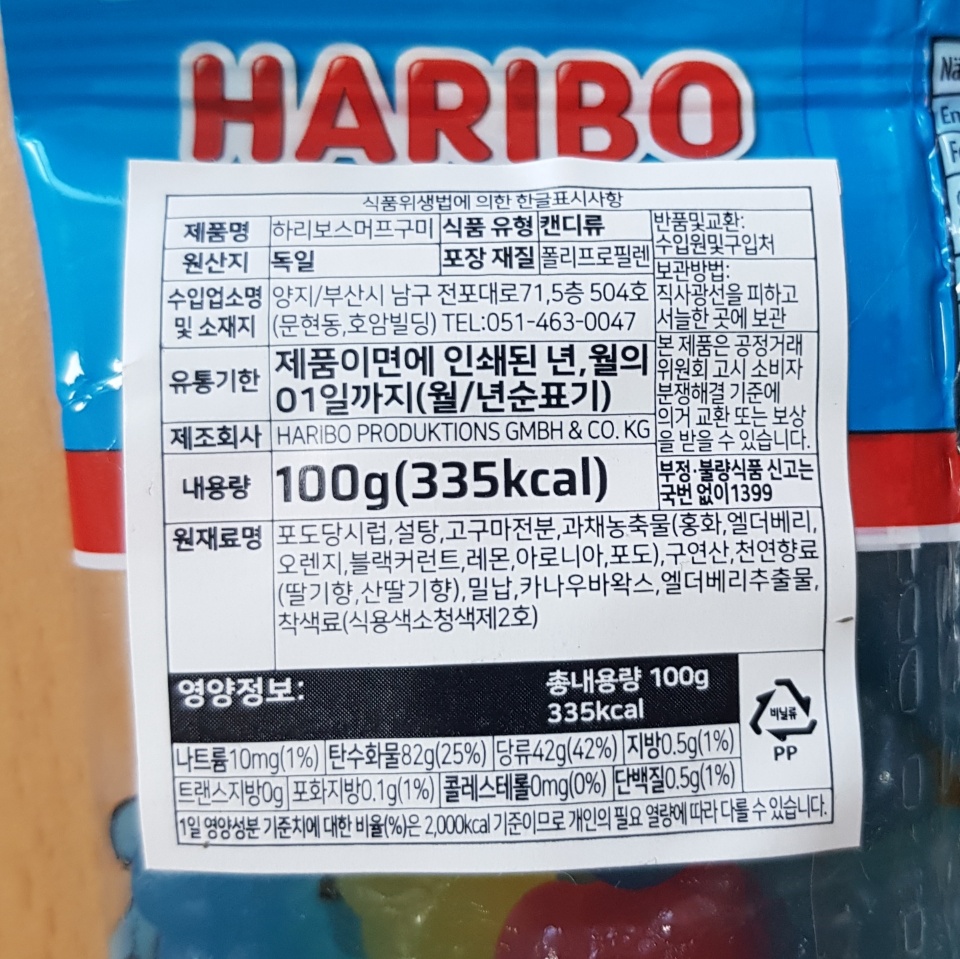 HARIBO
식품위생법에 의한 한글표시사항
제품명 하리보스머프구미 식품 유형 캔디류
원산지 독일 포장 재질 폴리프로필렌
수입업소명 및 소재지
양지/부산시 남구 전포대로71,5층 504호
(문현동,호암빌딩) TEL:051-463-0047
유통기한
제품이면에 인쇄된 년,월의
01일까지(월/년순표기)
제조회사 HARIBO PRODUKTIONS GMBH & CO. KG
내용량 100g(335kcal)
반품및교환:
수입원및구입처
보관방법:
직사광선을 피하고
서늘한 곳에 보관
본 제품은 공정거래
위원회 고시 소비자
분쟁해결 기준에
의거 교환 또는 보상
을 받을 수 있습니다.
부정·불량식품 신고는
국번 없이1399
원재료명
포도당시럽,설탕,고구마전분,과채농축물(홍화,엘더베리,
오렌지,블랙커런트,레몬,아로니아,포도),구연산,천연향료
(딸기향,산딸기향),밀납,카나우바왁스,엘더베리추출물,
착색료(식용색소청색제2호)
영양정보: 총내용량 100g
335kcal
나트륨10mg(1%) 탄수화물82g(25%) 당류42g(42%) 지방0.5g(1%)
트랜스지방0g 포화지방0.1g(1%) 콜레스테롤0mg(0%) 단백질0.5g(1%)
1일 영양성분 기준치에 대한 비율(%)은 2,000kcal 기준이므로 개인의 필요 열량에 따라 다를 수 있습니다.
비닐류
PP